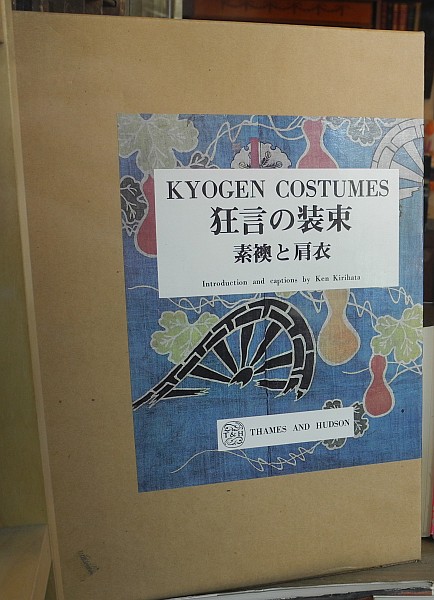 KYOGEN COSTUMES
狂言の装束
素襖と肩衣
Introduction and captions by Ken Kirihata
T&H THAMES AND HUDSON